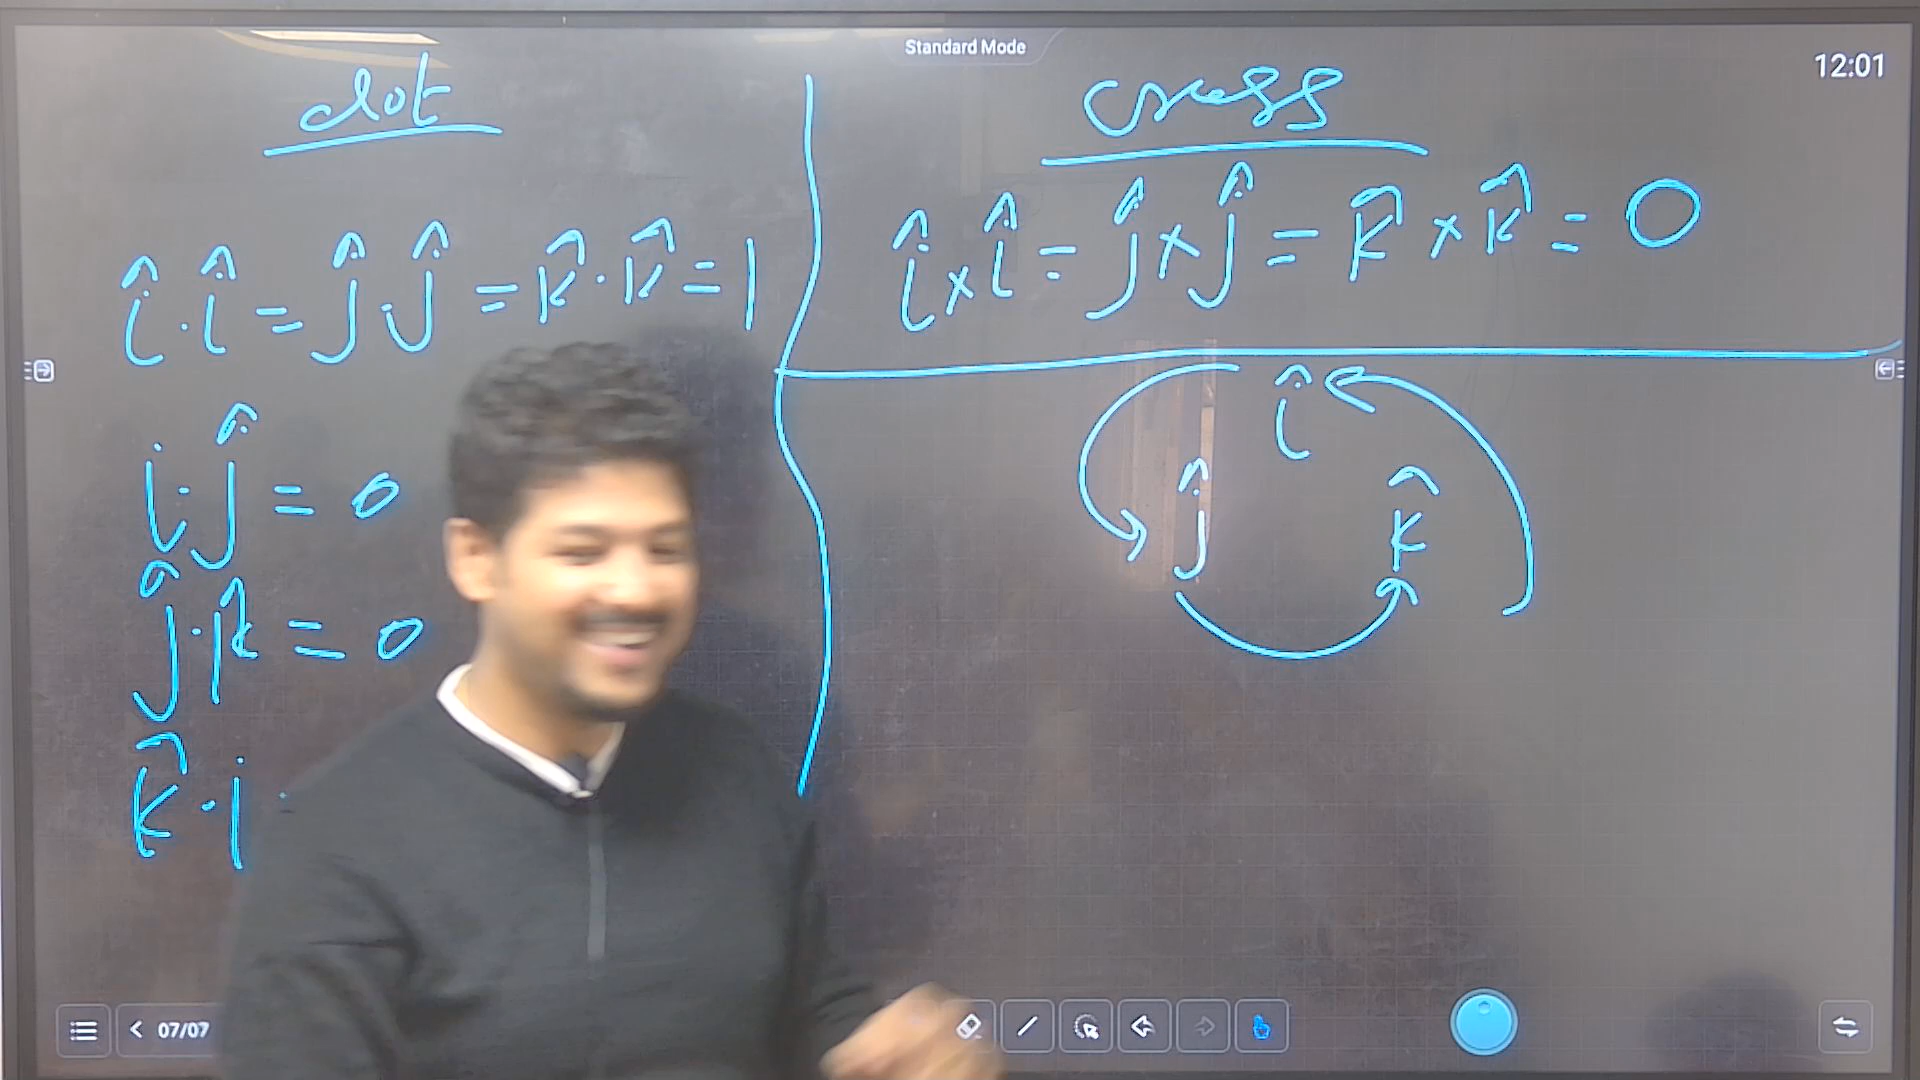 Standard Mode
12:01
dot
î·î = ĵ·ĵ = k̂·k̂ = 1
i·ĵ = 0
ĵ·k̂ = 0
k̂·i
cross
î×î = ĵ×ĵ = k̂×k̂ = 0
î
ĵ k̂
07/07